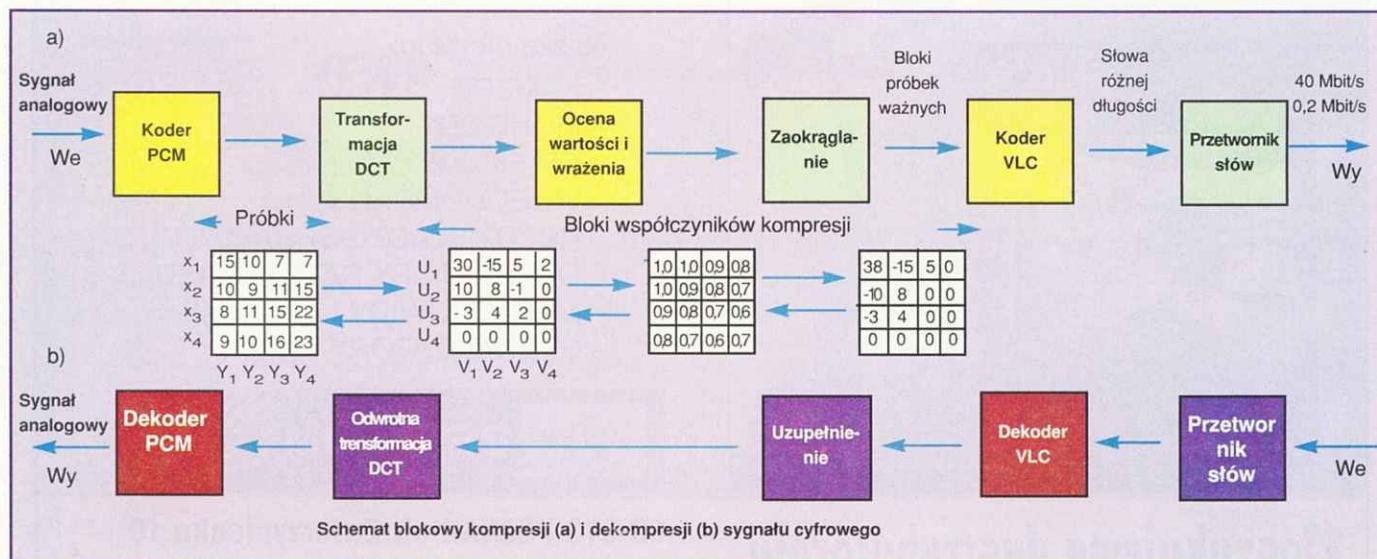 a)
Sygnał
analogowy
We
Koder
PCM
Transfor-
macja
DCT
Ocena
wartości i
wrażenia
Zaokrągla-
nie
Bloki
próbek
ważnych
Koder
VLC
Słowa
różnej
długości
Przetwornik
słów
40 Mbit/s
0,2 Mbit/s
Wy
Próbki
Bloki współczyników kompresji
x1 15 10 7 7
x2 10 9 11 15
x3 8 11 15 22
x4 9 10 16 23
Y1 Y2 Y3 Y4
U1 30 -15 5 2
U2 10 8 -1 0
U3 -3 4 2 0
U4 0 0 0 0
V1 V2 V3 V4
1,0 1,0 0,9 0,8
1,0 0,9 0,8 0,7
0,9 0,8 0,7 0,6
0,8 0,7 0,6 0,7
38 -15 5 0
-10 8 0 0
-3 4 0 0
0 0 0 0
b)
Sygnał
analogowy
Wy
Dekoder
PCM
Odwrotna
trensformacja
DCT
Uzupełnie-
nie
Dekoder
VLC
Przetwor
nik
słów
We
Schemat blokowy kompresji (a) i dekompresji (b) sygnału cyfrowego